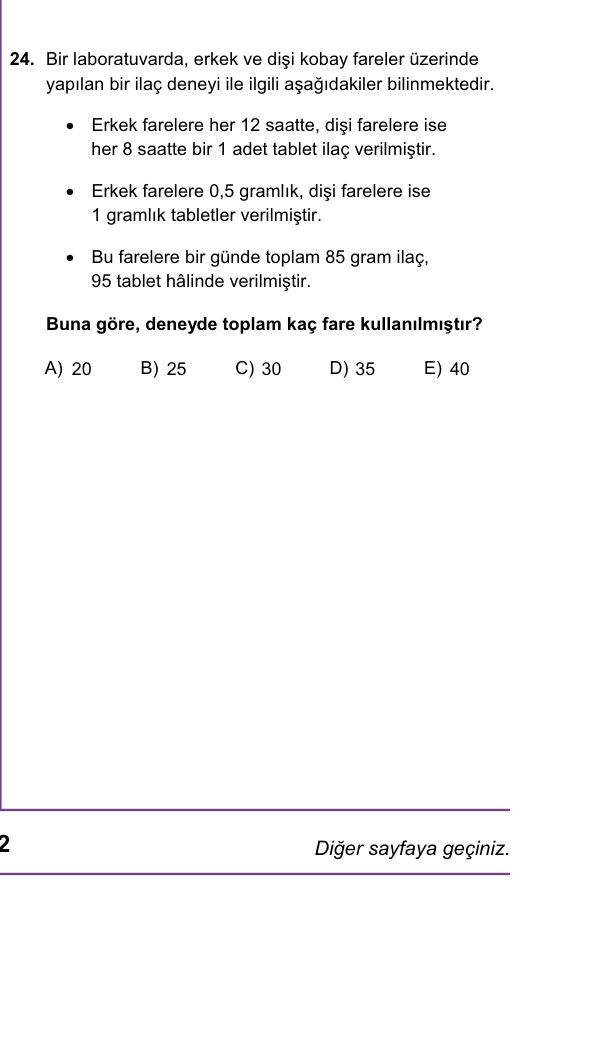 24. Bir laboratuvarda, erkek ve dişi kobay fareler üzerinde
yapılan bir ilaç deneyi ile ilgili aşağıdakiler bilinmektedir.
• Erkek farelere her 12 saatte, dişi farelere ise
her 8 saatte bir 1 adet tablet ilaç verilmiştir.
• Erkek farelere 0,5 gramlık, dişi farelere ise
1 gramlık tabletler verilmiştir.
• Bu farelere bir günde toplam 85 gram ilaç,
95 tablet hâlinde verilmiştir.
Buna göre, deneyde toplam kaç fare kullanılmıştır?
A) 20 B) 25 C) 30 D) 35 E) 40
2 Diğer sayfaya geçiniz.